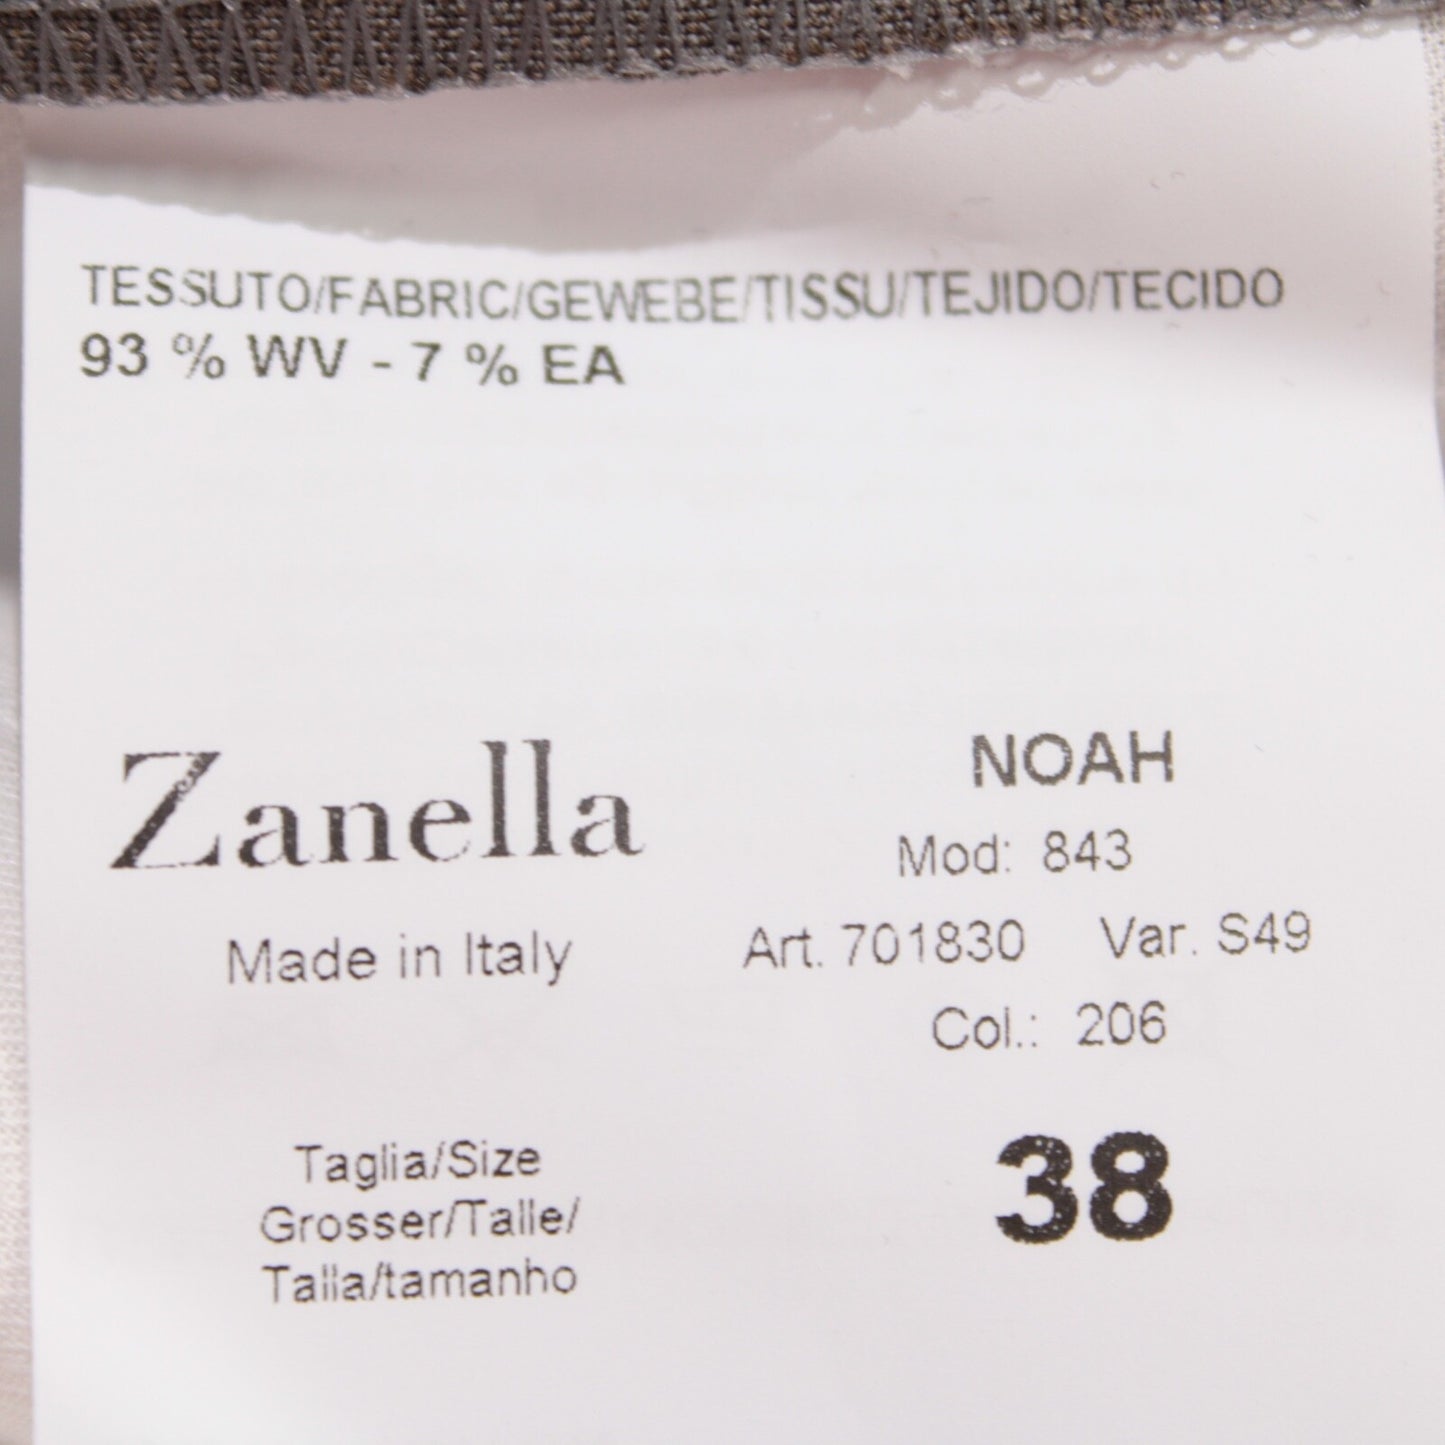 TESSUTO/FABRIC/GEWEBE/TISSU/TEJIDO/TECIDO
93 % WV - 7 % EA
Zanella
Made in Italy
NOAH
Mod: 843
Art. 701830 Var. S49
Col.: 206
Taglia/Size
Grosser/Talle/
Talla/tamanho
38